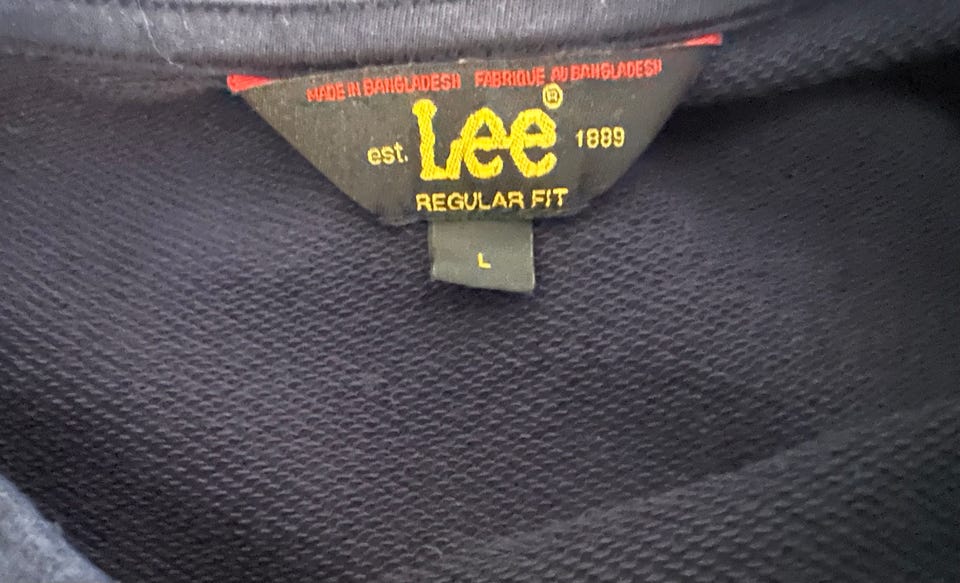 MADE IN BANGLADESH FABRIQUE AU BANGLADESH
est. Lee® 1889
REGULAR FIT
L